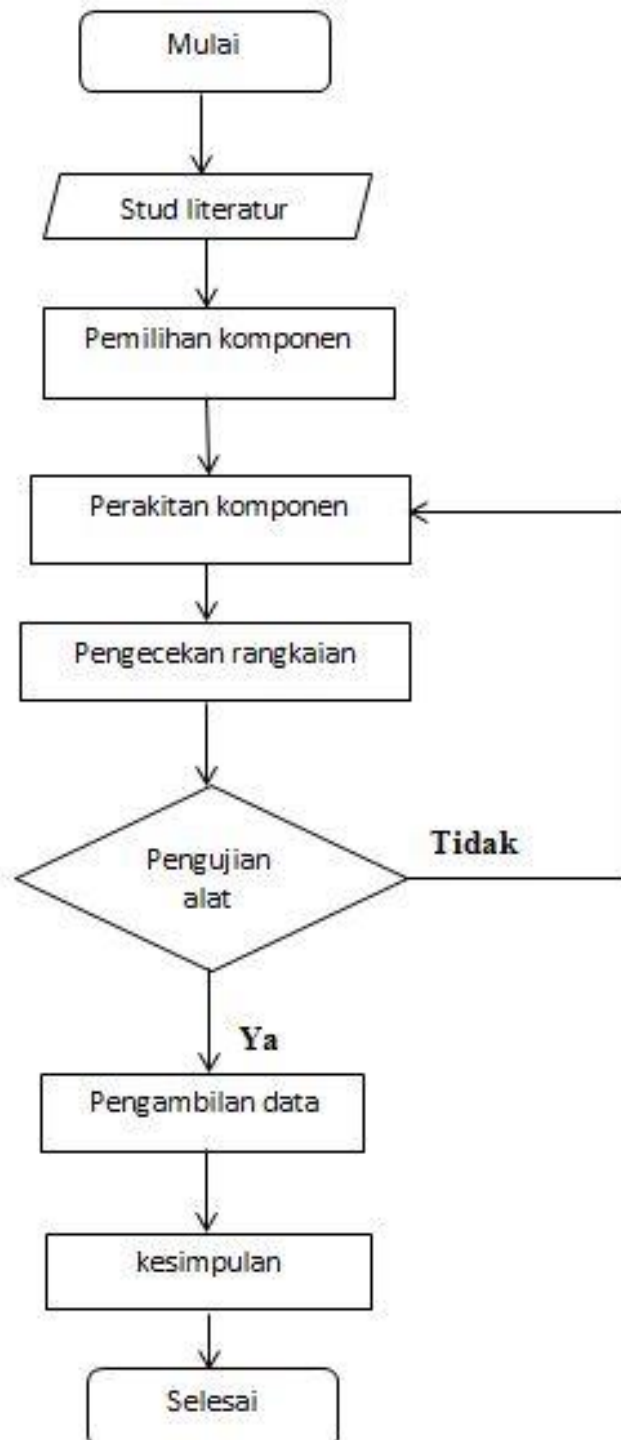 Mulai
Stud literatur
Pemilihan komponen
Perakitan komponen
Pengecekan rangkaian
Pengujian
alat
Tidak
Ya
Pengambilan data
kesimpulan
Selesai